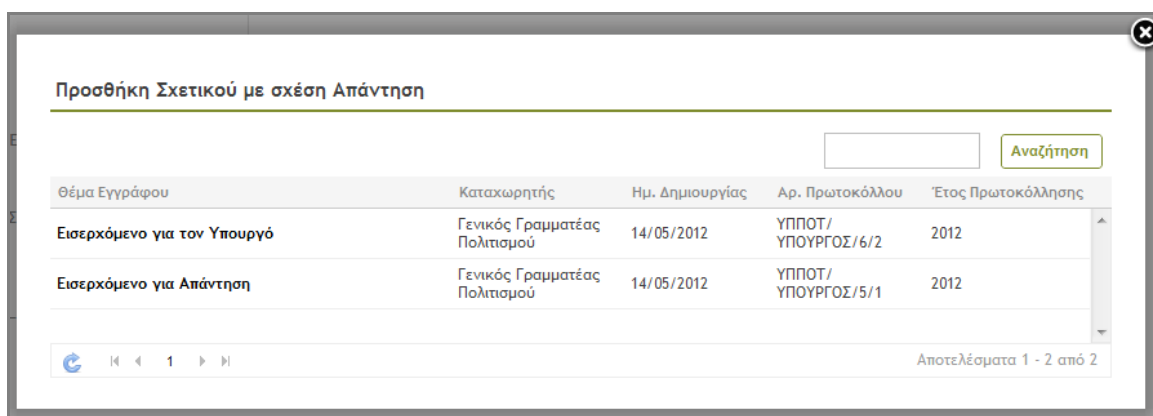 Προσθήκη Σχετικού με σχέση Απάντηση
Αναζήτηση
Θέμα Εγγράφου Καταχωρητής Ημ. Δημιουργίας Αρ. Πρωτοκόλλου Έτος Πρωτοκόλλησης
Εισερχόμενο για τον Υπουργό Γενικός Γραμματέας Πολιτισμού 14/05/2012 ΥΠΠΟΤ/ΥΠΟΥΡΓΟΣ/6/2 2012
Εισερχόμενο για Απάντηση Γενικός Γραμματέας Πολιτισμού 14/05/2012 ΥΠΠΟΤ/ΥΠΟΥΡΓΟΣ/5/1 2012
1 Αποτελέσματα 1 - 2 από 2